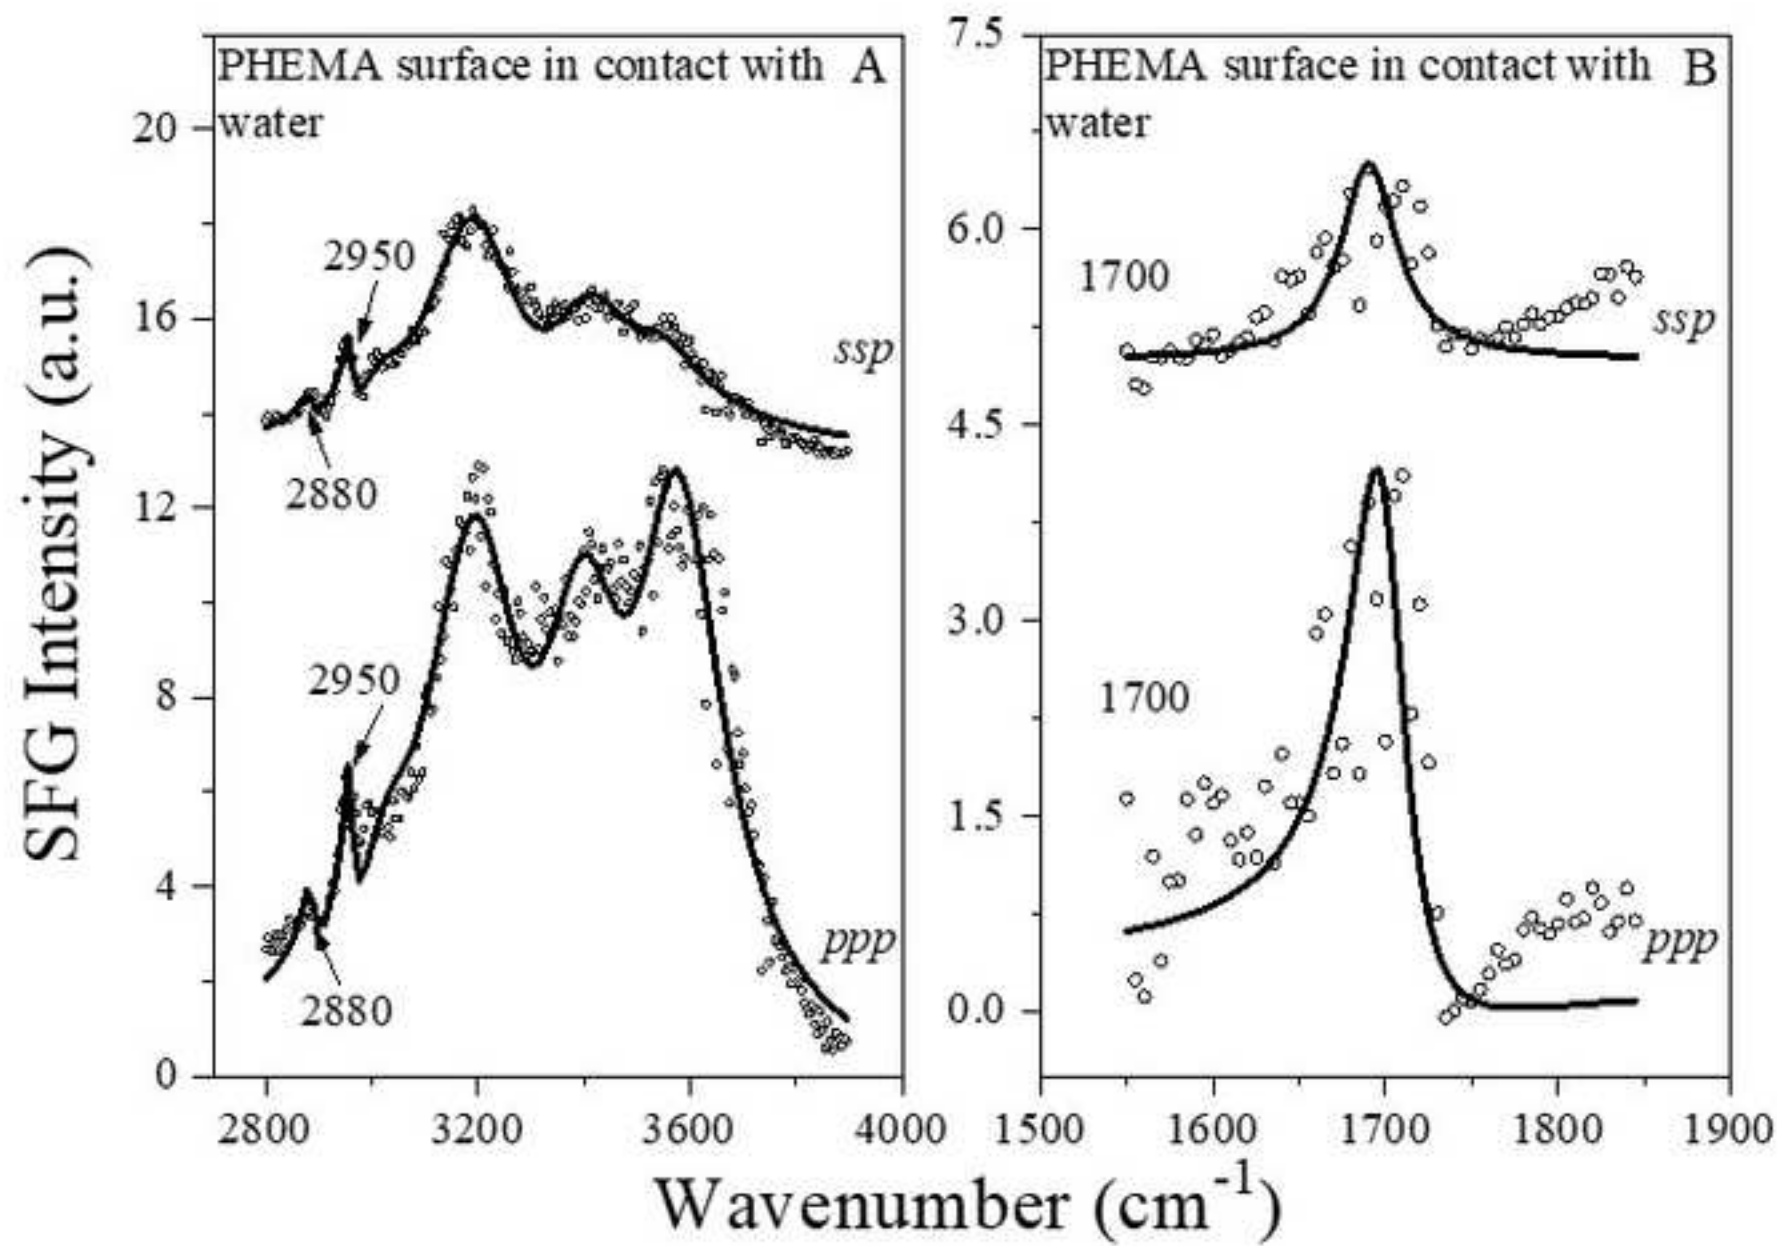 SFG Intensity (a.u.)
PHEMA surface in contact with A
water
20
16
12
8
4
0
2950
2880
ssp
2950
2880
ppp
2800 3200 3600 4000
PHEMA surface in contact with B
water
7.5
6.0
4.5
3.0
1.5
0.0
1700
ssp
1700
ppp
1500 1600 1700 1800 1900
Wavenumber (cm⁻¹)